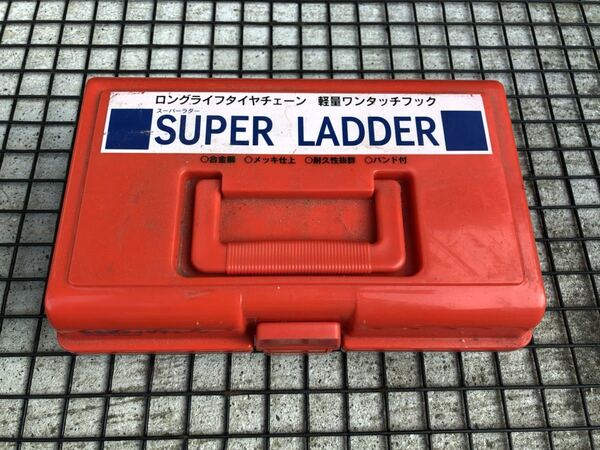 ロングライフタイヤチェーン 軽量ワンタッチフック
スーパーラダー
SUPER LADDER
○合金鋼 ○メッキ仕上 ○耐久性抜群 ○バンド付